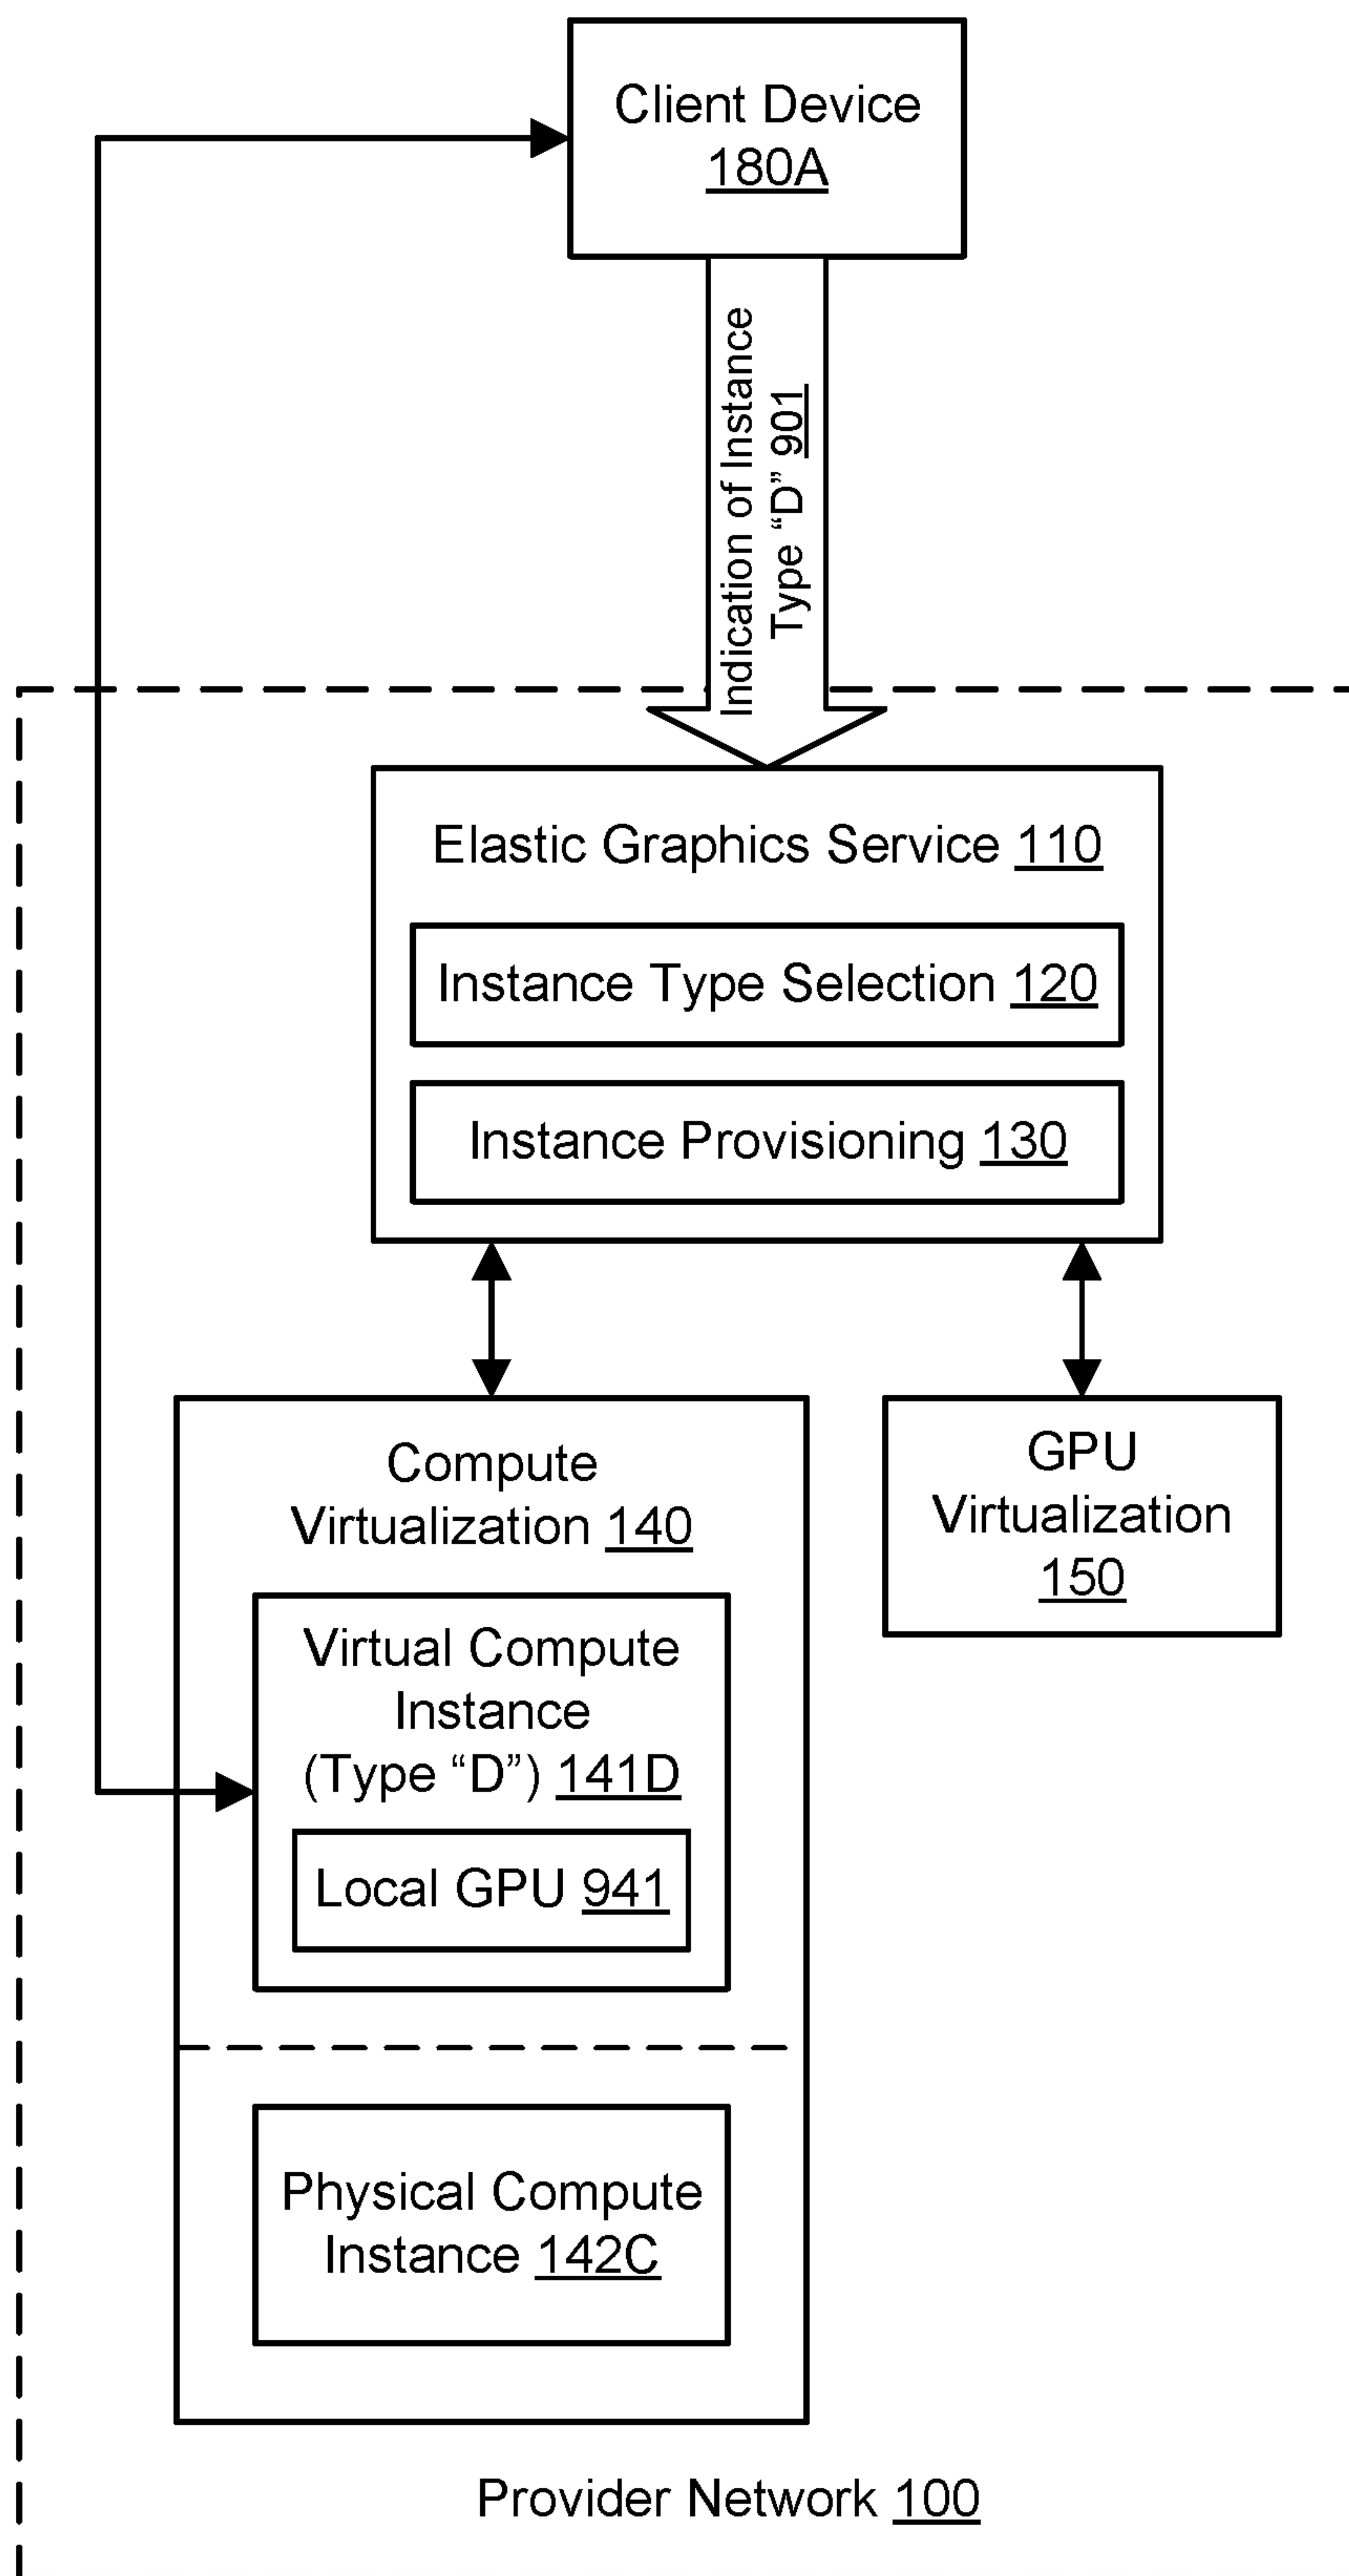 Client Device
180A
Indication of Instance
Type “D” 901
Elastic Graphics Service 110
Instance Type Selection 120
Instance Provisioning 130
Compute
Virtualization 140
GPU
Virtualization
150
Virtual Compute
Instance
(Type “D”) 141D
Local GPU 941
Physical Compute
Instance 142C
Provider Network 100